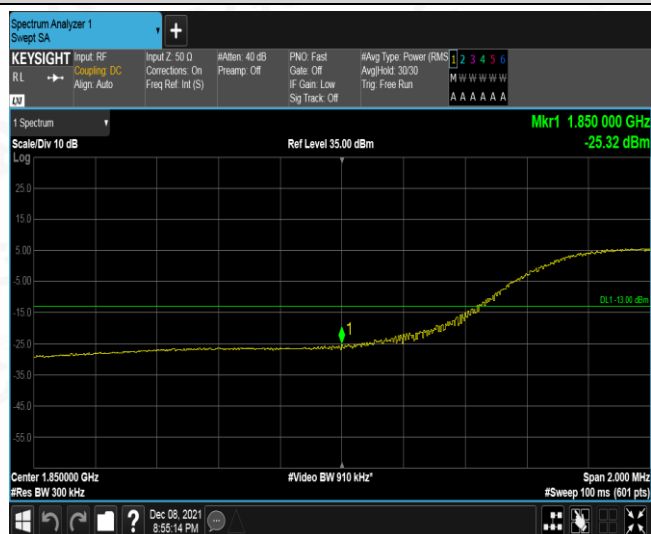 Spectrum Analyzer 1
Swept SA
+
KEYSIGHT
RL
LXI
Input: RF
Coupling: DC
Align: Auto
Input Z: 50 Ω
Corrections: On
Freq Ref: Int (S)
#Atten: 40 dB
Preamp: Off
PNO: Fast
Gate: Off
IF Gain: Low
Sig Track: Off
#Avg Type: Power (RMS
Avg|Hold: 30/30
Trig: Free Run
1 2 3 4 5 6
M W W W W W
A A A A A A
1 Spectrum
Scale/Div 10 dB
Log
Ref Level 35.00 dBm
Mkr1 1.850 000 GHz
-25.32 dBm
25.0
15.0
5.00
-5.00
-15.0
-25.0
-35.0
-45.0
-55.0
DL1 -13.00 dBm
1
Center 1.850000 GHz
#Video BW 910 kHz*
Span 2.000 MHz
#Res BW 300 kHz
#Sweep 100 ms (601 pts)
?
Dec 08, 2021
8:55:14 PM